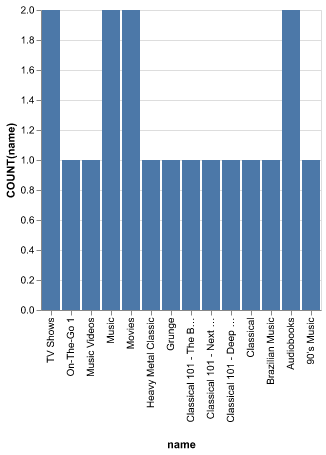 COUNT(name)
2.0
1.8
1.6
1.4
1.2
1.0
0.8
0.6
0.4
0.2
0.0
TV Shows
On-The-Go 1
Music Videos
Music
Movies
Heavy Metal Classic
Grunge
Classical 101 - The B…
Classical 101 - Next …
Classical 101 - Deep …
Classical
Brazilian Music
Audiobooks
90's Music
name